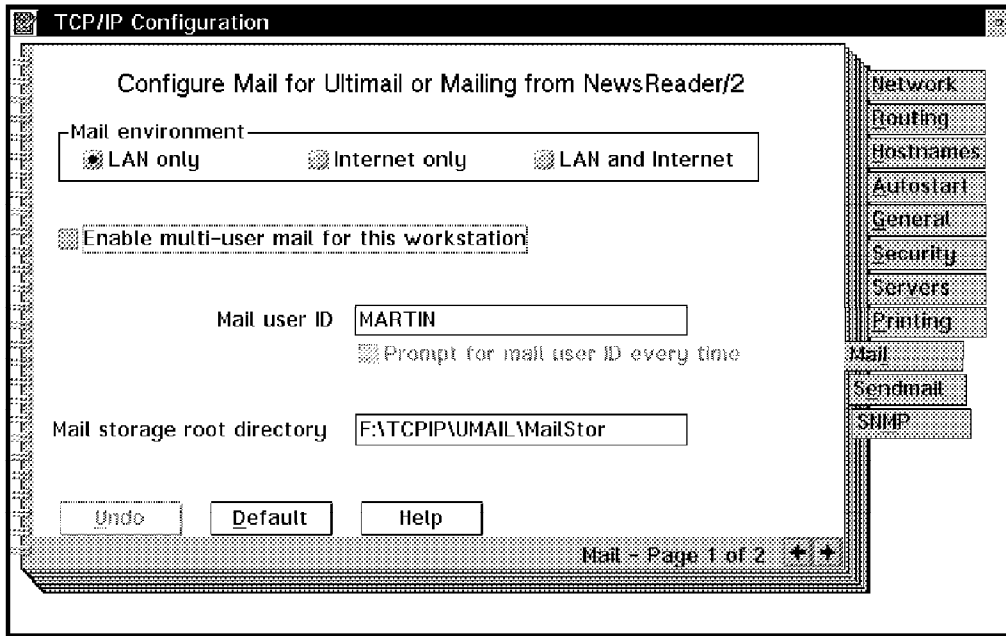 TCP/IP Configuration
Configure Mail for Ultimail or Mailing from NewsReader/2
Mail environment
LAN only
Internet only
LAN and Internet
Enable multi-user mail for this workstation
Mail user ID
MARTIN
Prompt for mail user ID every time
Mail storage root directory
F:\TCPIP\UMAIL\MailStor
Undo
Default
Help
Mail - Page 1 of 2
Network
Routing
Hostnames
Autostart
General
Security
Servers
Printing
Mail
Sendmail
SNMP